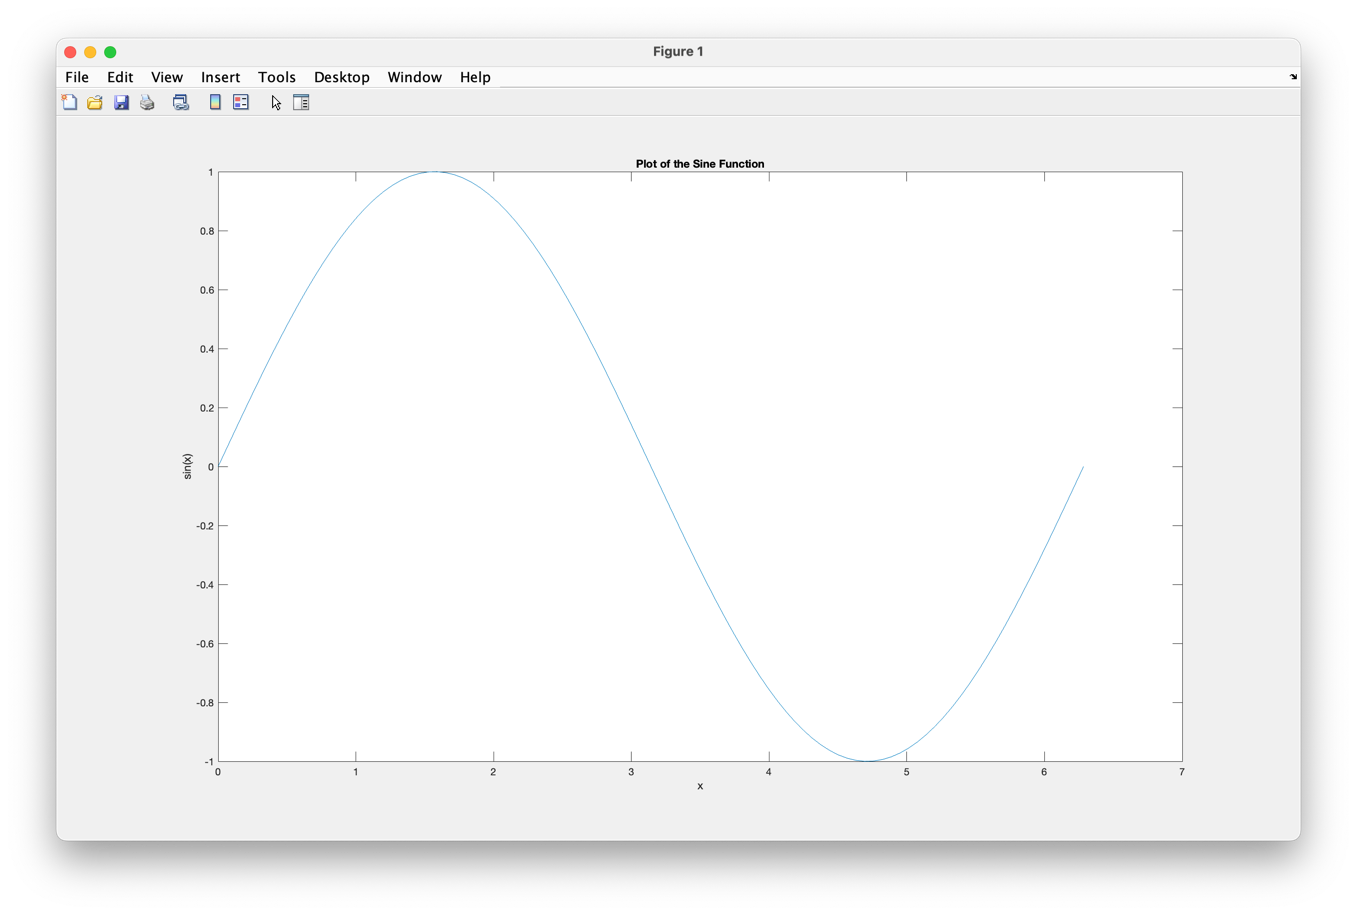 Figure 1
File Edit View Insert Tools Desktop Window Help
Plot of the Sine Function
1
0.8
0.6
0.4
0.2
0
-0.2
-0.4
-0.6
-0.8
-1
sin(x)
0 1 2 3 4 5 6 7
x